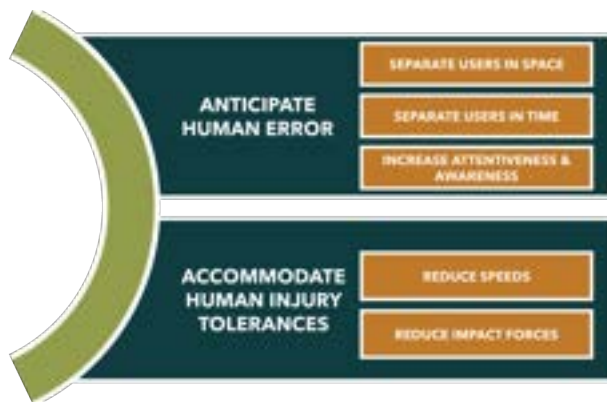 ANTICIPATE
HUMAN ERROR
SEPARATE USERS IN SPACE
SEPARATE USERS IN TIME
INCREASE ATTENTIVENESS &
AWARENESS
ACCOMMODATE
HUMAN INJURY
TOLERANCES
REDUCE SPEEDS
REDUCE IMPACT FORCES